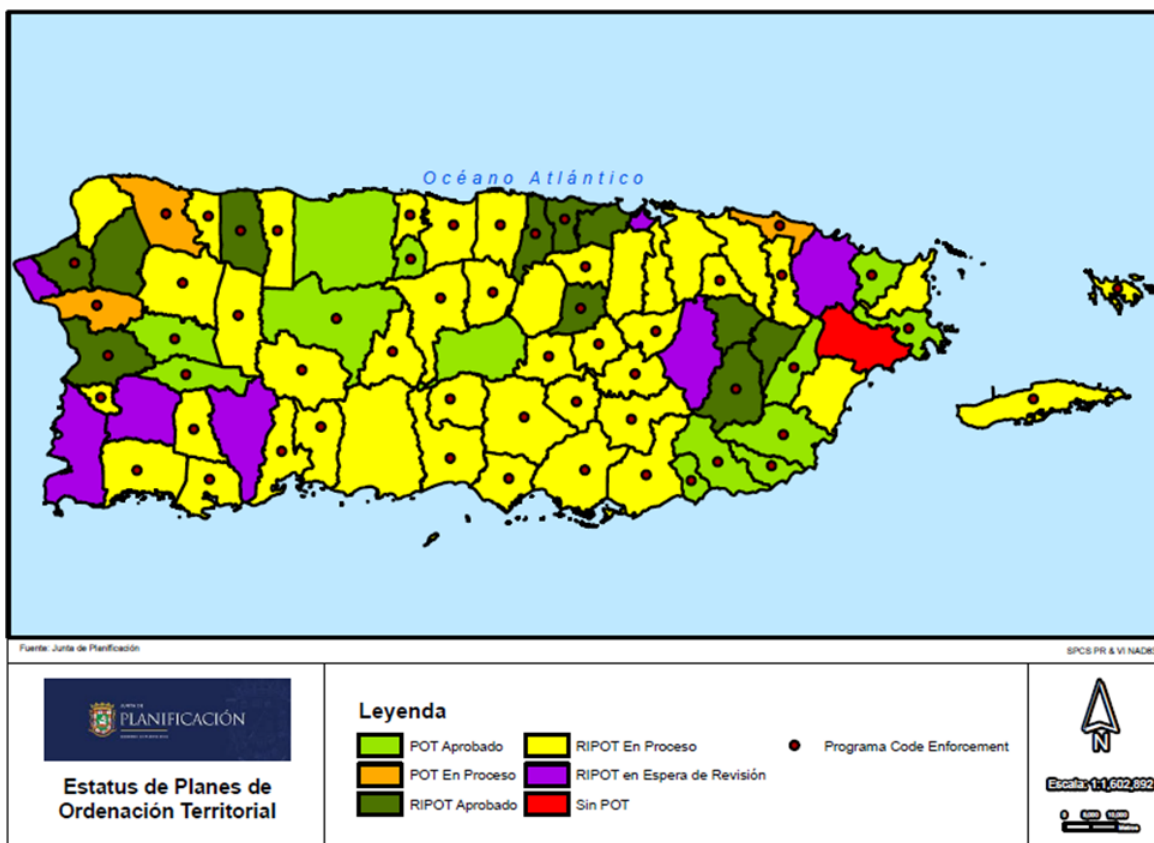 Océano Atlántico
Fuente: Junta de Planificación
SPCS PR & VI NAD83
JUNTA DE
PLANIFICACIÓN
Estatus de Planes de
Ordenación Territorial
Leyenda
POT Aprobado
RIPOT En Proceso
Programa Code Enforcement
POT En Proceso
RIPOT en Espera de Revisión
RIPOT Aprobado
Sin POT
N
Escala: 1:1,602,892